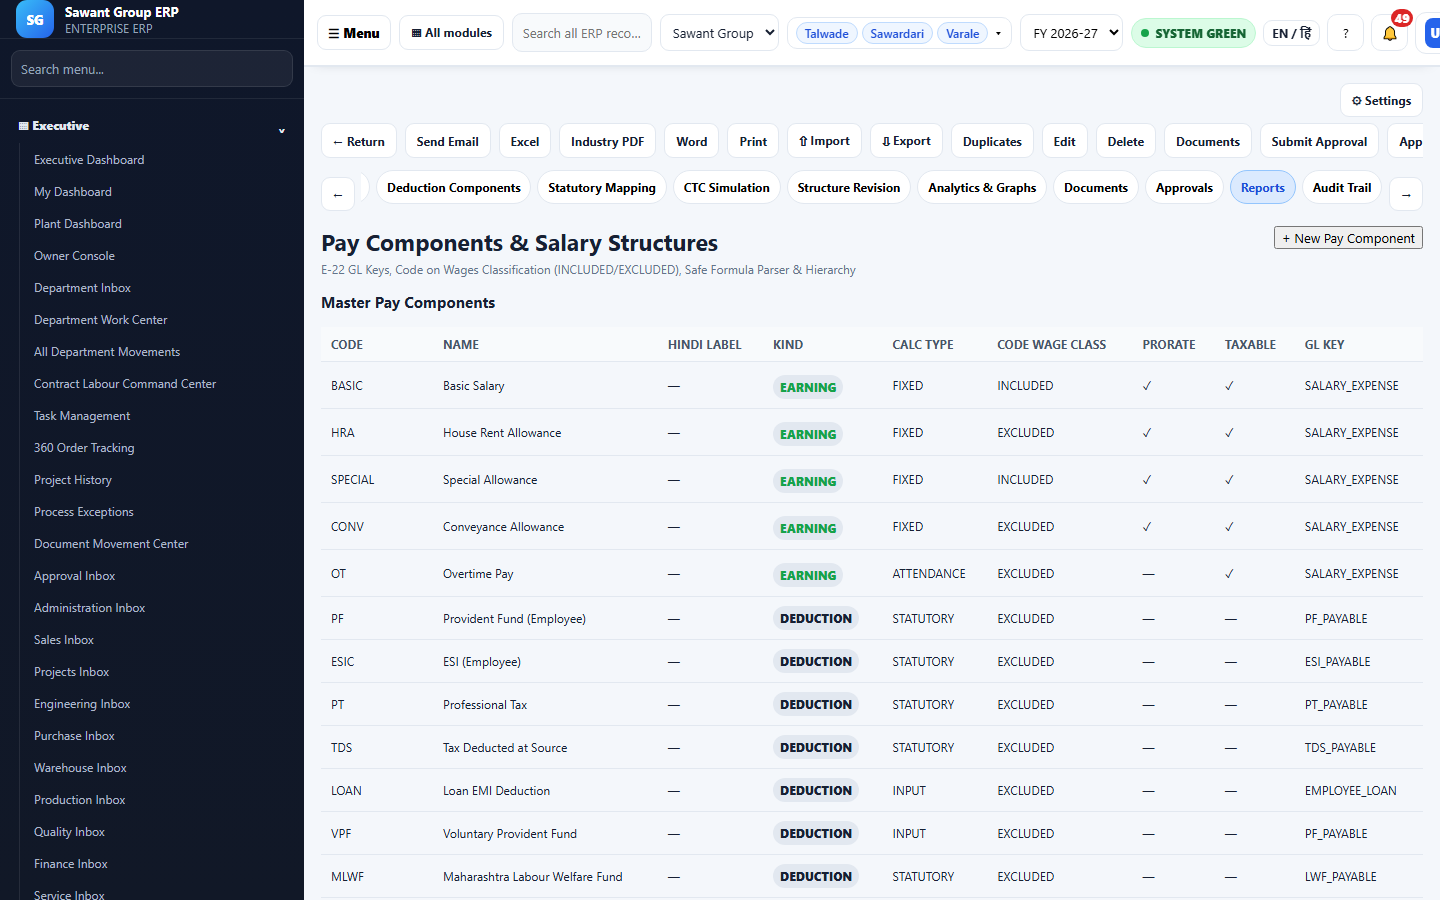 SG
Sawant Group ERP
ENTERPRISE ERP
Search menu...
Executive
Executive Dashboard
My Dashboard
Plant Dashboard
Owner Console
Department Inbox
Department Work Center
All Department Movements
Contract Labour Command Center
Task Management
360 Order Tracking
Project History
Process Exceptions
Document Movement Center
Approval Inbox
Administration Inbox
Sales Inbox
Projects Inbox
Engineering Inbox
Purchase Inbox
Warehouse Inbox
Production Inbox
Quality Inbox
Finance Inbox
Service Inbox
☰ Menu
All modules
Search all ERP reco...
Sawant Group
Talwade Sawardari Varale
FY 2026-27
SYSTEM GREEN
EN / हि
?
49
U
⚙ Settings
← Return Send Email Excel Industry PDF Word Print ⇧ Import ⇩ Export Duplicates Edit Delete Documents Submit Approval App
← Deduction Components Statutory Mapping CTC Simulation Structure Revision Analytics & Graphs Documents Approvals Reports Audit Trail →
Pay Components & Salary Structures
+ New Pay Component
E-22 GL Keys, Code on Wages Classification (INCLUDED/EXCLUDED), Safe Formula Parser & Hierarchy
Master Pay Components
CODE NAME HINDI LABEL KIND CALC TYPE CODE WAGE CLASS PRORATE TAXABLE GL KEY
BASIC Basic Salary — EARNING FIXED INCLUDED ✓ ✓ SALARY_EXPENSE
HRA House Rent Allowance — EARNING FIXED EXCLUDED ✓ ✓ SALARY_EXPENSE
SPECIAL Special Allowance — EARNING FIXED INCLUDED ✓ ✓ SALARY_EXPENSE
CONV Conveyance Allowance — EARNING FIXED EXCLUDED ✓ ✓ SALARY_EXPENSE
OT Overtime Pay — EARNING ATTENDANCE EXCLUDED — ✓ SALARY_EXPENSE
PF Provident Fund (Employee) — DEDUCTION STATUTORY EXCLUDED — — PF_PAYABLE
ESIC ESI (Employee) — DEDUCTION STATUTORY EXCLUDED — — ESI_PAYABLE
PT Professional Tax — DEDUCTION STATUTORY EXCLUDED — — PT_PAYABLE
TDS Tax Deducted at Source — DEDUCTION STATUTORY EXCLUDED — — TDS_PAYABLE
LOAN Loan EMI Deduction — DEDUCTION INPUT EXCLUDED — — EMPLOYEE_LOAN
VPF Voluntary Provident Fund — DEDUCTION INPUT EXCLUDED — — PF_PAYABLE
MLWF Maharashtra Labour Welfare Fund — DEDUCTION STATUTORY EXCLUDED — — LWF_PAYABLE